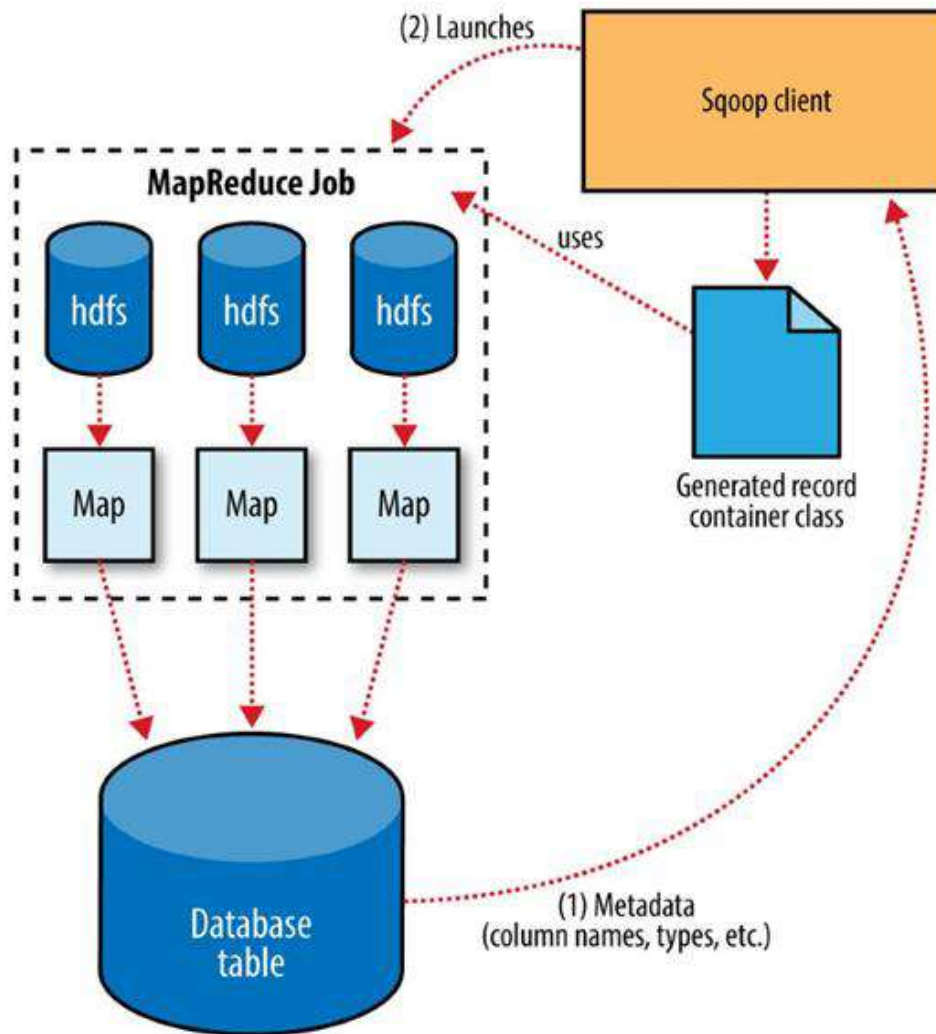 (2) Launches
Sqoop client
MapReduce Job
uses
hdfs
hdfs
hdfs
Map
Map
Map
Generated record
container class
(1) Metadata
(column names, types, etc.)
Database
table